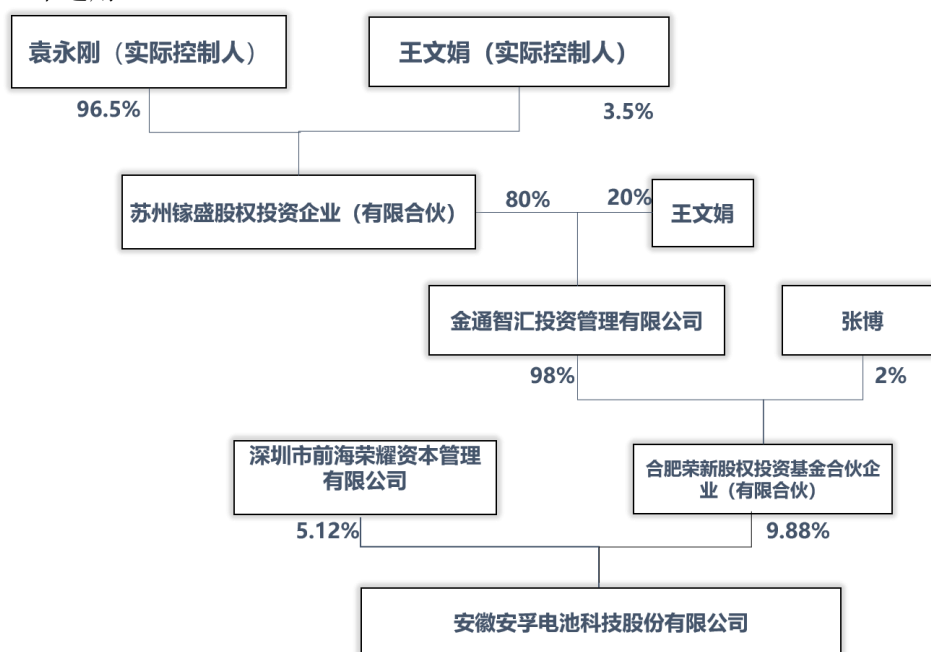 袁永刚（实际控制人）
王文娟（实际控制人）
96.5%
3.5%
苏州镓盛股权投资企业（有限合伙）
80%
20%
王文娟
金通智汇投资管理有限公司
张博
98%
2%
深圳市前海荣耀资本管理
有限公司
合肥荣新股权投资基金合伙企
业（有限合伙）
5.12%
9.88%
安徽安孚电池科技股份有限公司